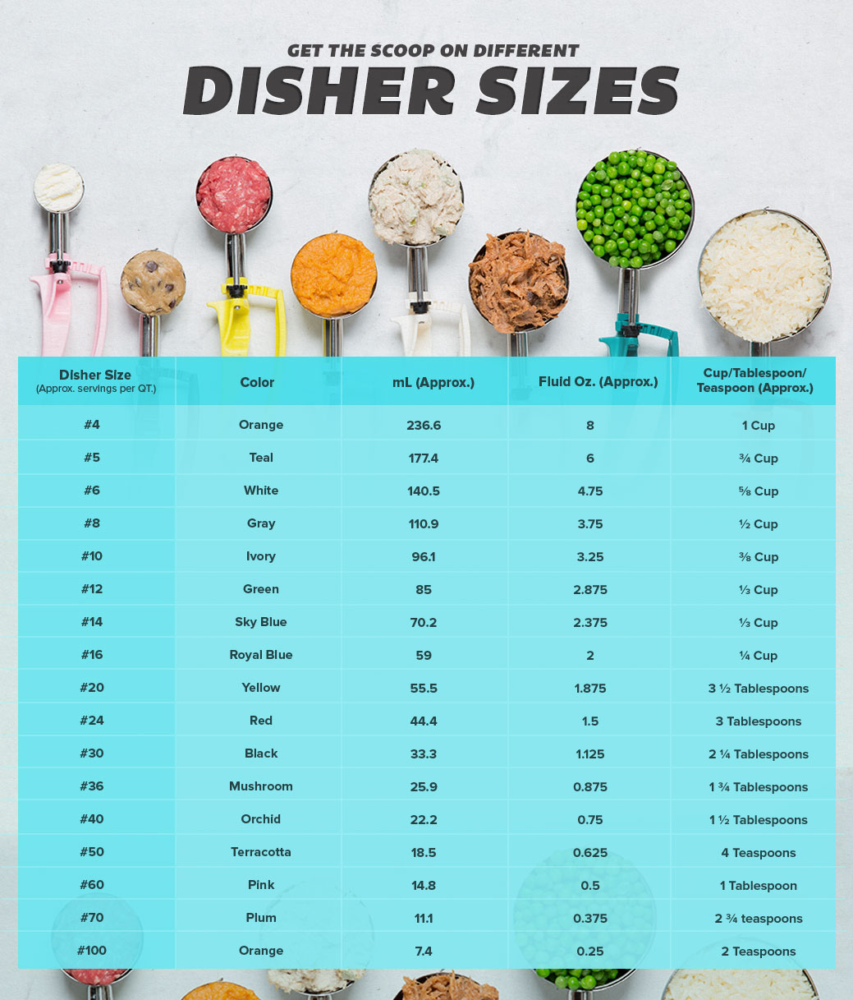 GET THE SCOOP ON DIFFERENT
DISHER SIZES
Disher Size (Approx. servings per QT.) Color mL (Approx.) Fluid Oz. (Approx.) Cup/Tablespoon/ Teaspoon (Approx.)
#4 Orange 236.6 8 1 Cup
#5 Teal 177.4 6 ¾ Cup
#6 White 140.5 4.75 ⅝ Cup
#8 Gray 110.9 3.75 ½ Cup
#10 Ivory 96.1 3.25 ⅜ Cup
#12 Green 85 2.875 ⅓ Cup
#14 Sky Blue 70.2 2.375 ⅓ Cup
#16 Royal Blue 59 2 ¼ Cup
#20 Yellow 55.5 1.875 3 ½ Tablespoons
#24 Red 44.4 1.5 3 Tablespoons
#30 Black 33.3 1.125 2 ¼ Tablespoons
#36 Mushroom 25.9 0.875 1 ¾ Tablespoons
#40 Orchid 22.2 0.75 1 ½ Tablespoons
#50 Terracotta 18.5 0.625 4 Teaspoons
#60 Pink 14.8 0.5 1 Tablespoon
#70 Plum 11.1 0.375 2 ¾ teaspoons
#100 Orange 7.4 0.25 2 Teaspoons